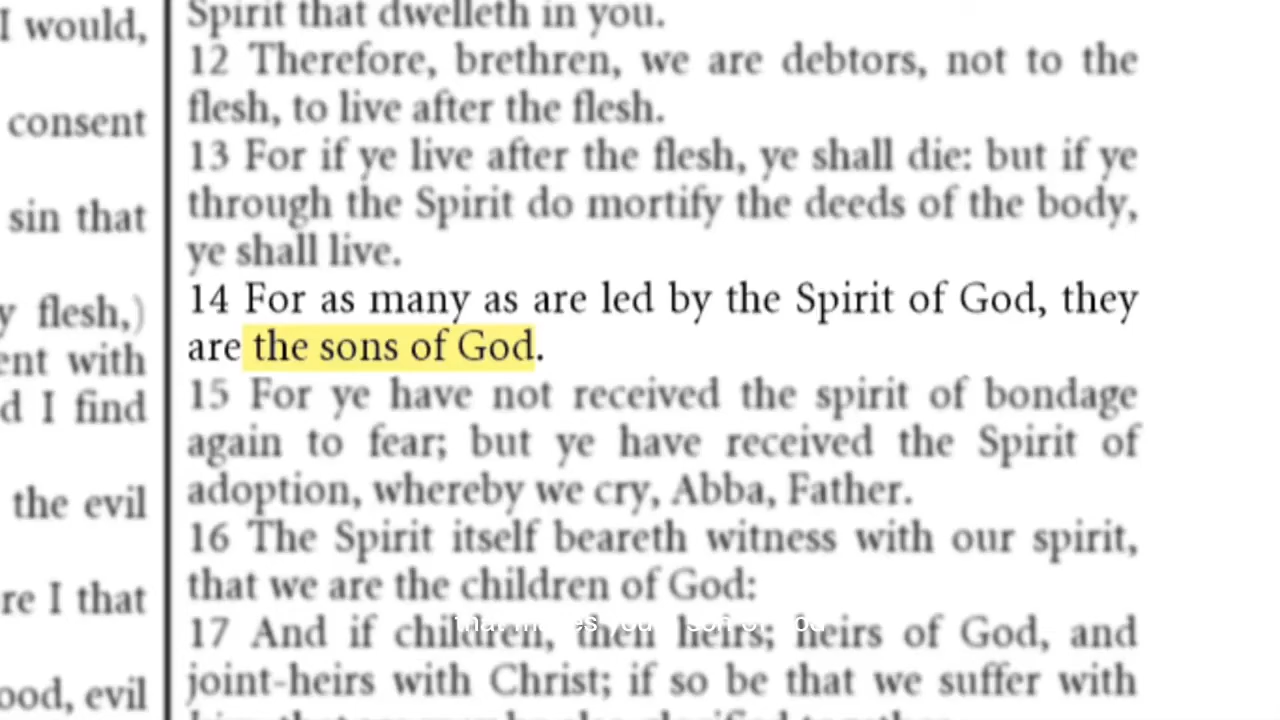 I would,
consent
sin that
y flesh,)
ent with
d I find
the evil
re I that
ood, evil
Spirit that dwelleth in you.
12 Therefore, brethren, we are debtors, not to the
flesh, to live after the flesh.
13 For if ye live after the flesh, ye shall die: but if ye
through the Spirit do mortify the deeds of the body,
ye shall live.
14 For as many as are led by the Spirit of God, they
are the sons of God.
15 For ye have not received the spirit of bondage
again to fear; but ye have received the Spirit of
adoption, whereby we cry, Abba, Father.
16 The Spirit itself beareth witness with our spirit,
that we are the children of God:
17 And if children, then heirs; heirs of God, and
joint-heirs with Christ; if so be that we suffer with